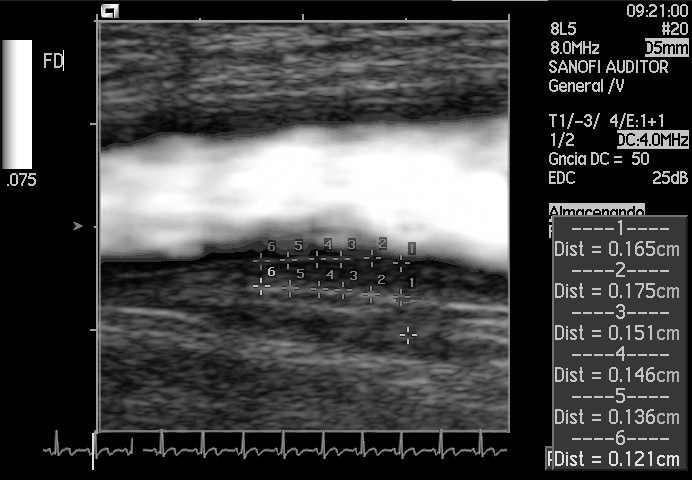 09:21:00
8L5 #20
8.0MHz D5mm
SANOFI AUDITOR
General /V
FD
T1/-3/ 4/E:1+1
1/2 DC:4.0MHz
Gncia DC = 50
EDC 25dB
.075
Almacenando
----1----
Dist = 0.165cm
----2----
Dist = 0.175cm
----3----
Dist = 0.151cm
----4----
Dist = 0.146cm
----5----
Dist = 0.136cm
----6----
Dist = 0.121cm
6 5 4 3 2 1
6 5 4 3 2 1